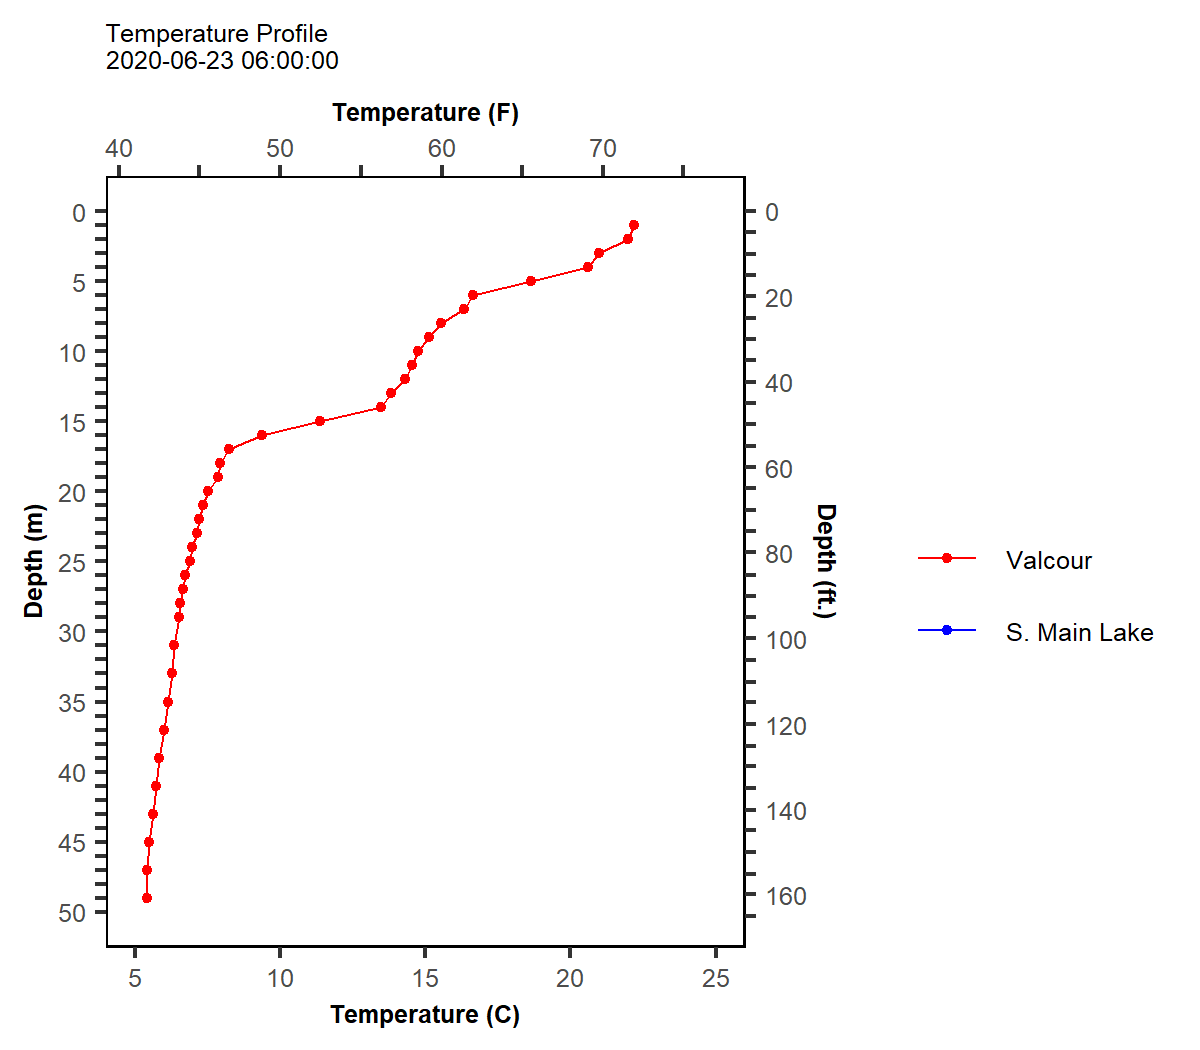 Temperature Profile
2020-06-23 06:00:00
Temperature (F)
40 50 60 70
0
5
10
15
20
25
30
35
40
45
50
Depth (m)
0
20
40
60
80
100
120
140
160
Depth (ft.)
Valcour
S. Main Lake
5 10 15 20 25
Temperature (C)